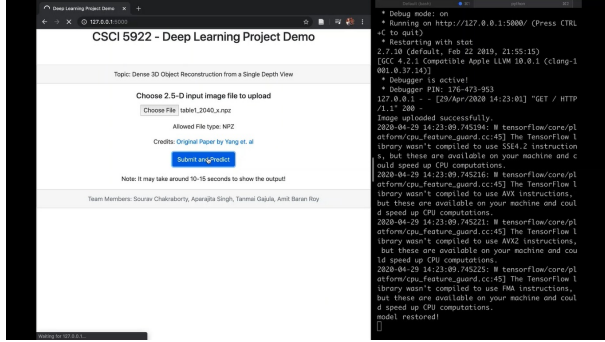 Deep Learning Project Demo
127.0.0.1:5000
CSCI 5922 - Deep Learning Project Demo
Topic: Dense 3D Object Reconstruction from a Single Depth View
Choose 2.5-D input image file to upload
Choose File table1_2040_x.npz
Allowed File type: NPZ
Credits: Original Paper by Yang et. al
Submit and Predict
Note: It may take around 10-15 seconds to show the output!
Team Members: Sourav Chakraborty, Aparajita Singh, Tanmai Gajula, Amit Baran Roy
Waiting for 127.0.0.1...
* Debug mode: on
* Running on http://127.0.0.1:5000/ (Press CTRL
+C to quit)
* Restarting with stat
2.7.10 (default, Feb 22 2019, 21:55:15)
[GCC 4.2.1 Compatible Apple LLVM 10.0.1 (clang-1
001.0.37.14)]
* Debugger is active!
* Debugger PIN: 176-473-953
127.0.0.1 - - [29/Apr/2020 14:23:01] "GET / HTTP
/1.1" 200 -
Image uploaded successfully.
2020-04-29 14:23:09.745194: W tensorflow/core/pl
atform/cpu_feature_guard.cc:45] The TensorFlow l
ibrary wasn't compiled to use SSE4.2 instruction
s, but these are available on your machine and c
ould speed up CPU computations.
2020-04-29 14:23:09.745216: W tensorflow/core/pl
atform/cpu_feature_guard.cc:45] The TensorFlow l
ibrary wasn't compiled to use AVX instructions,
but these are available on your machine and coul
d speed up CPU computations.
2020-04-29 14:23:09.745221: W tensorflow/core/pl
atform/cpu_feature_guard.cc:45] The TensorFlow l
ibrary wasn't compiled to use AVX2 instructions,
but these are available on your machine and cou
ld speed up CPU computations.
2020-04-29 14:23:09.745225: W tensorflow/core/pl
atform/cpu_feature_guard.cc:45] The TensorFlow l
ibrary wasn't compiled to use FMA instructions,
but these are available on your machine and coul
d speed up CPU computations.
model restored!